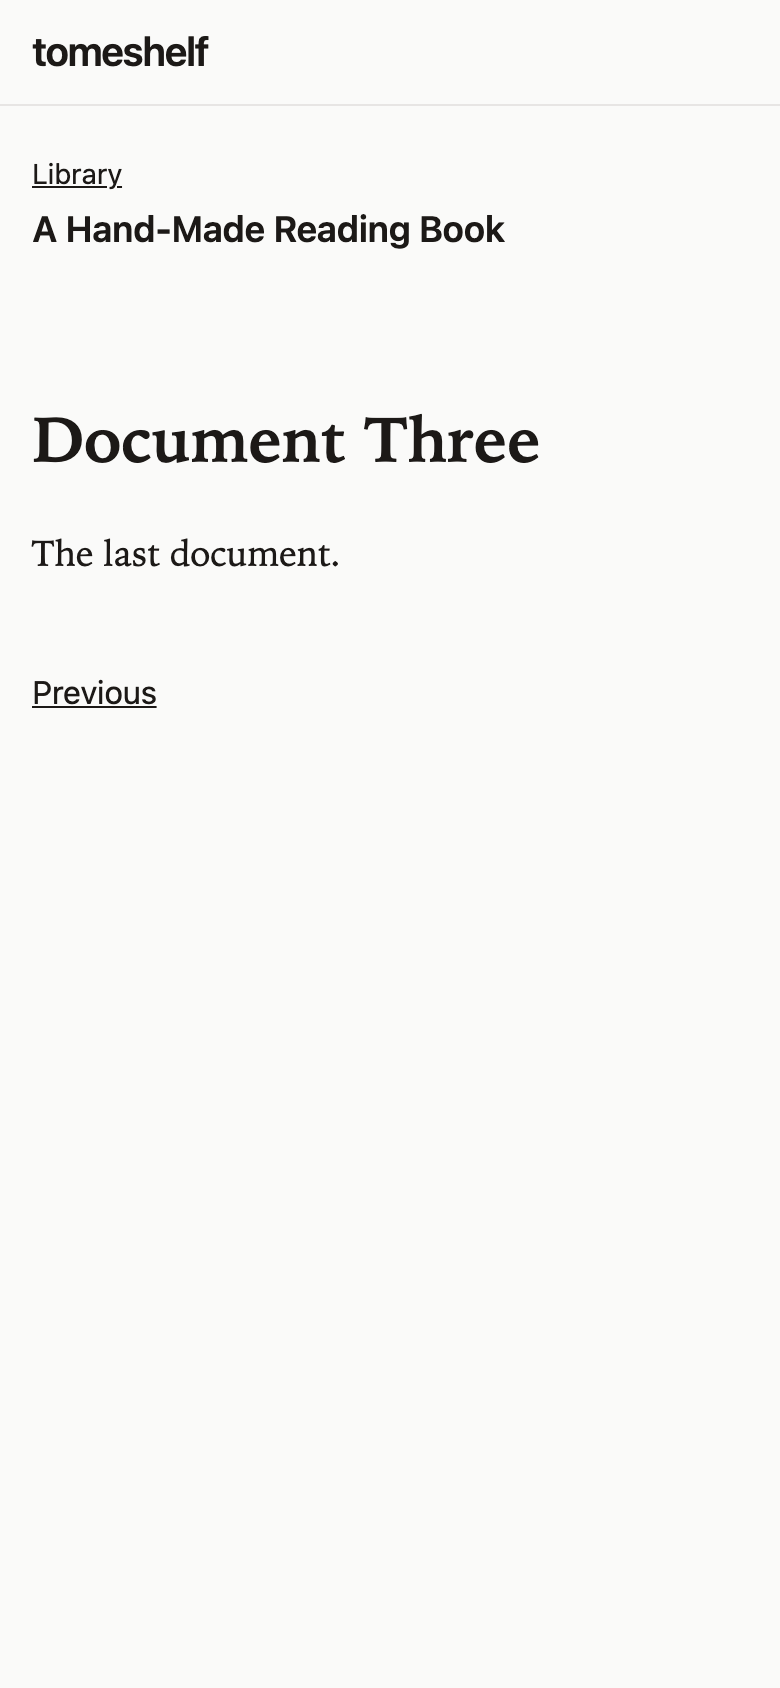 tomeshelf
Library
A Hand-Made Reading Book
Document Three
The last document.
Previous